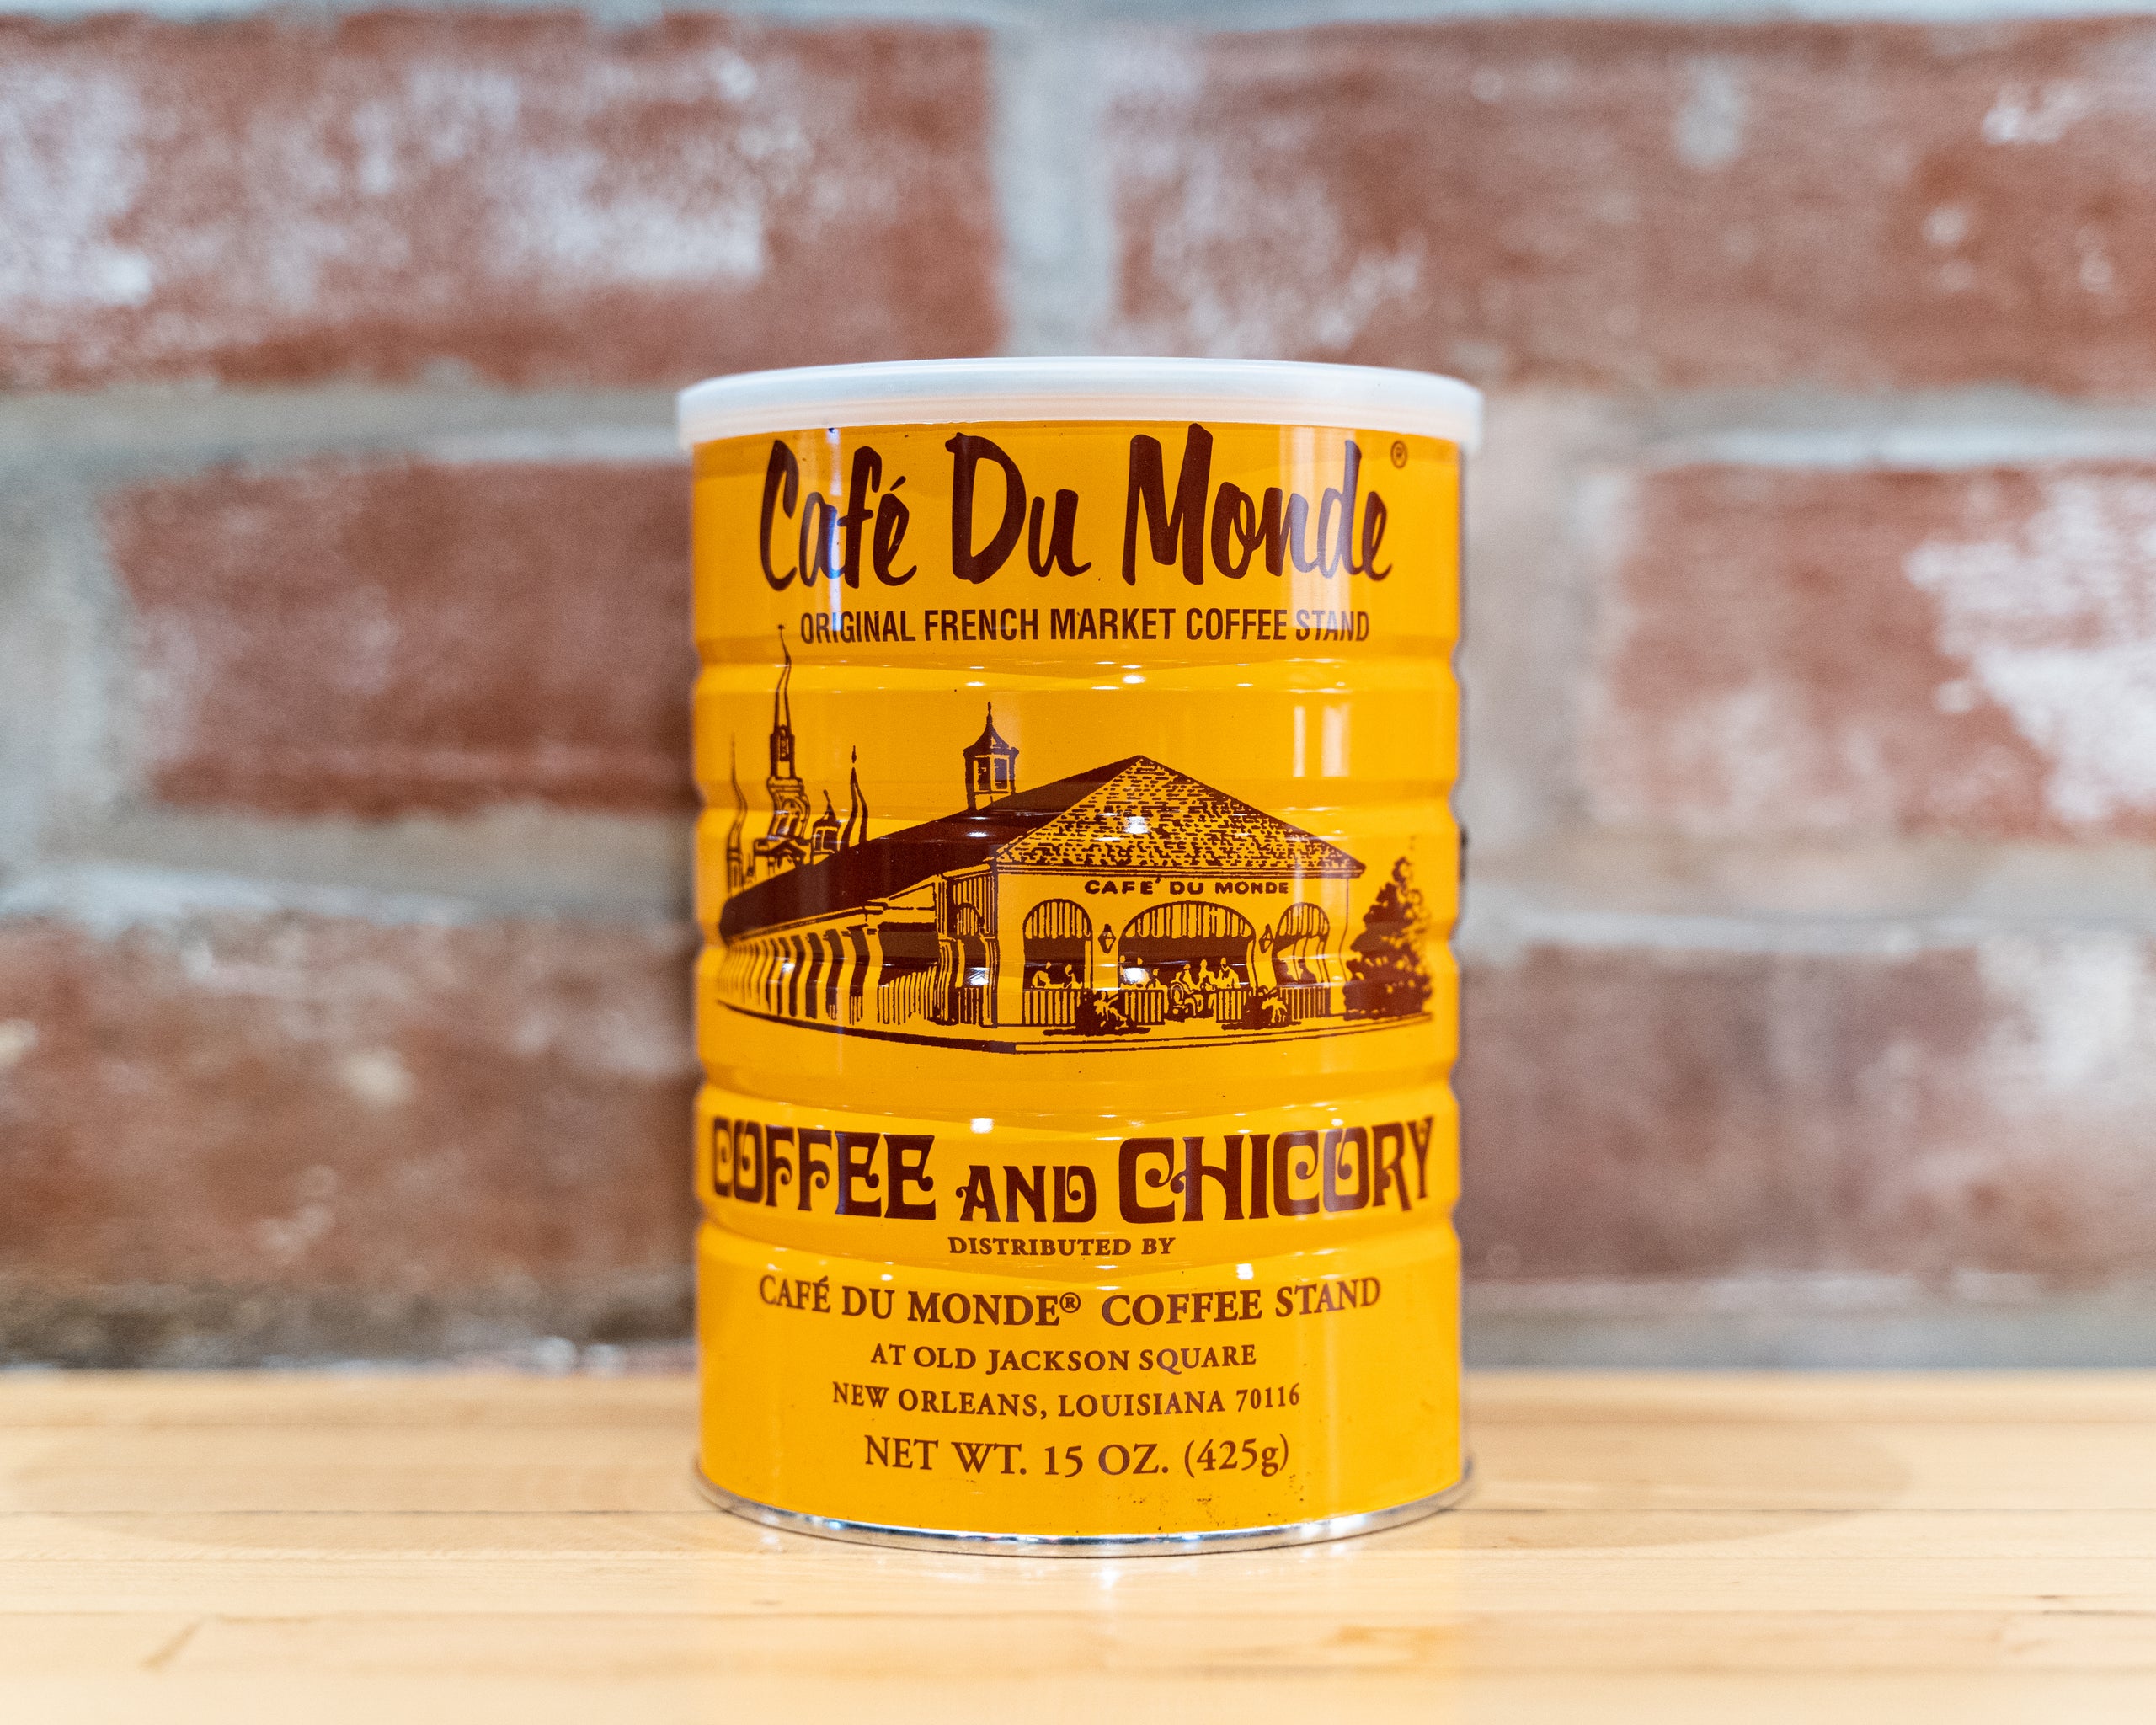 Café Du Monde®
ORIGINAL FRENCH MARKET COFFEE STAND
CAFE' DU MONDE
COFFEE AND CHICORY
DISTRIBUTED BY
CAFÉ DU MONDE® COFFEE STAND
AT OLD JACKSON SQUARE
NEW ORLEANS, LOUISIANA 70116
NET WT. 15 OZ. (425g)